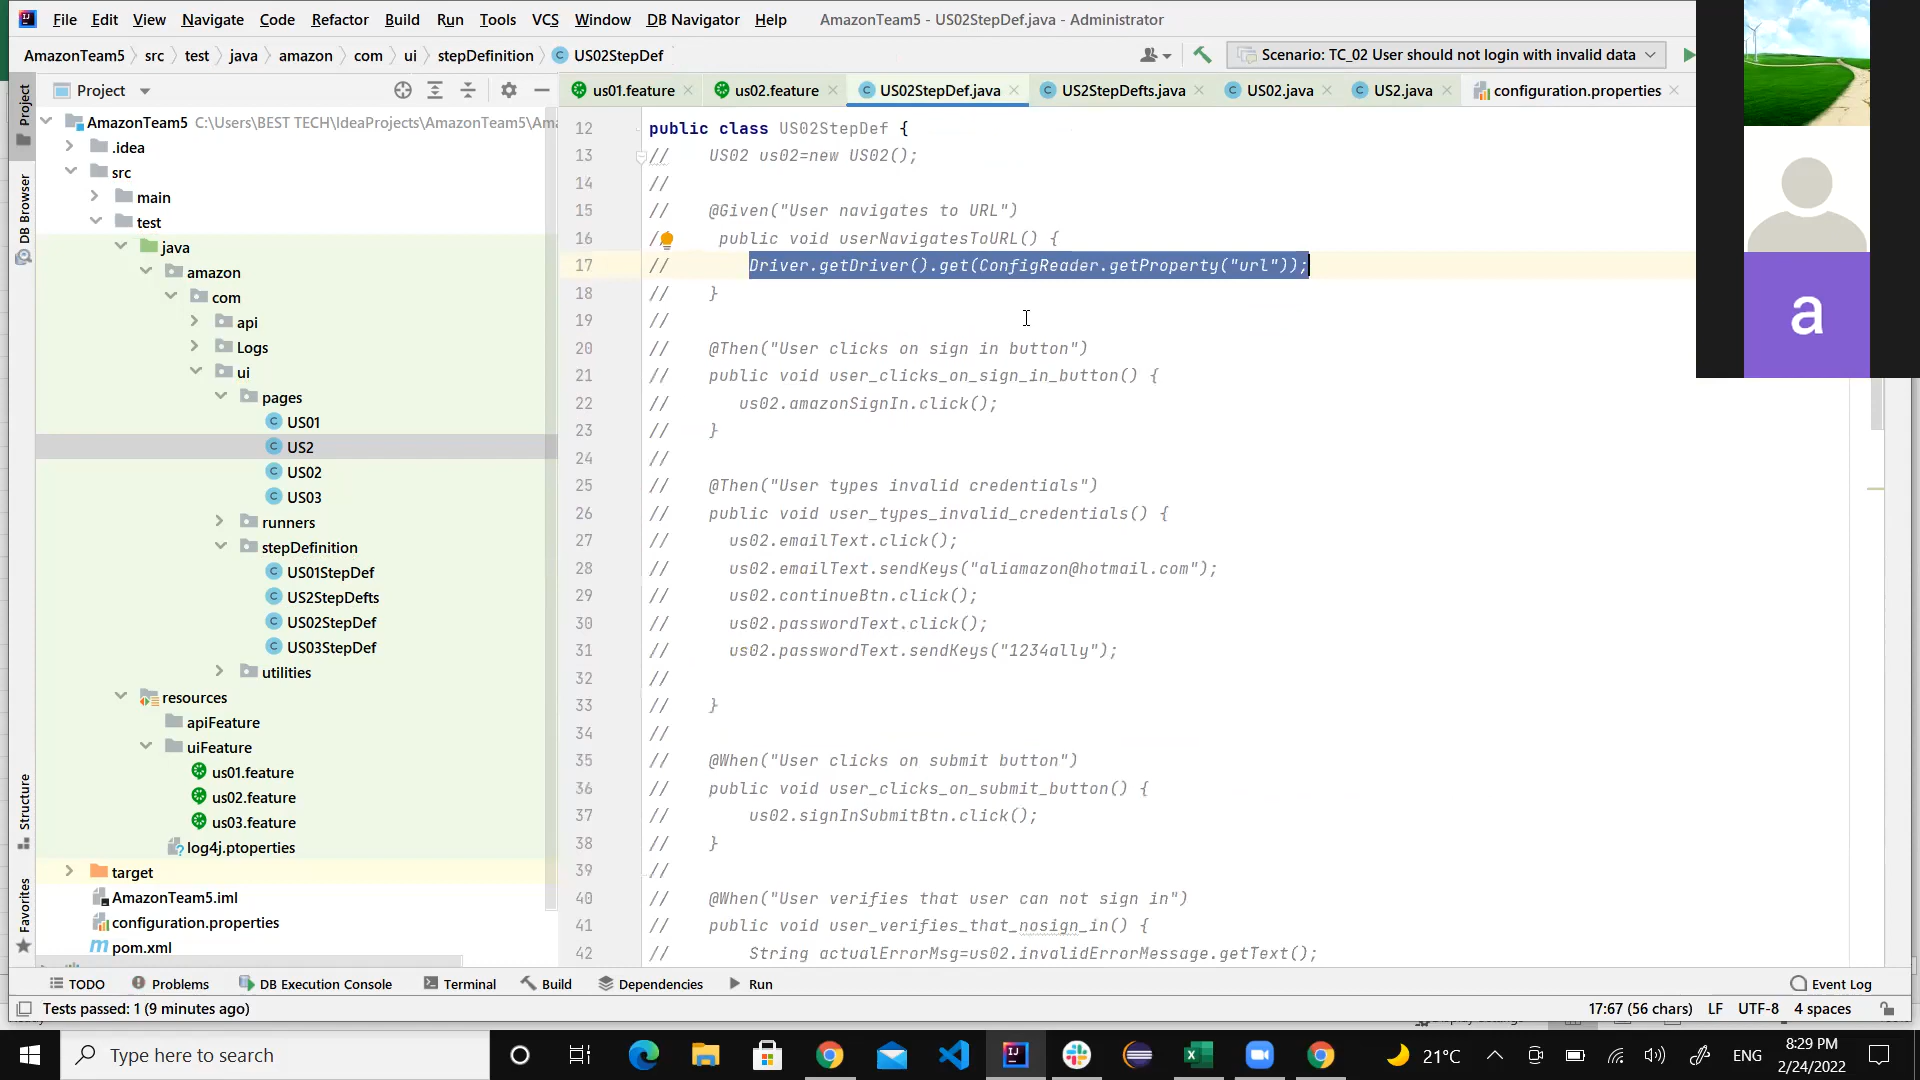 File Edit View Navigate Code Refactor Build Run Tools VCS Window DB Navigator Help AmazonTeam5 - US02StepDef.java - Administrator
AmazonTeam5 src test java amazon com ui stepDefinition US02StepDef Scenario: TC_02 User should not login with invalid data
Project us01.feature us02.feature US02StepDef.java US2StepDefts.java US02.java US2.java configuration.properties
Project
DB Browser
Structure
Favorites
AmazonTeam5 C:\Users\BEST TECH\IdeaProjects\AmazonTeam5\Ama
.idea
src
main
test
java
amazon
com
api
Logs
ui
pages
US01
US2
US02
US03
runners
stepDefinition
US01StepDef
US2StepDefts
US02StepDef
US03StepDef
utilities
resources
apiFeature
uiFeature
us01.feature
us02.feature
us03.feature
log4j.ptoperties
target
AmazonTeam5.iml
configuration.properties
pom.xml
12 public class US02StepDef {
13 // US02 us02=new US02();
14 //
15 // @Given("User navigates to URL")
16 // public void userNavigatesToURL() {
17 // Driver.getDriver().get(ConfigReader.getProperty("url"));
18 // }
19 //
20 // @Then("User clicks on sign in button")
21 // public void user_clicks_on_sign_in_button() {
22 // us02.amazonSignIn.click();
23 // }
24 //
25 // @Then("User types invalid credentials")
26 // public void user_types_invalid_credentials() {
27 // us02.emailText.click();
28 // us02.emailText.sendKeys("aliamazon@hotmail.com");
29 // us02.continueBtn.click();
30 // us02.passwordText.click();
31 // us02.passwordText.sendKeys("1234ally");
32 //
33 // }
34 //
35 // @When("User clicks on submit button")
36 // public void user_clicks_on_submit_button() {
37 // us02.signInSubmitBtn.click();
38 // }
39 //
40 // @When("User verifies that user can not sign in")
41 // public void user_verifies_that_nosign_in() {
42 // String actualErrorMsg=us02.invalidErrorMessage.getText();
a
TODO Problems DB Execution Console Terminal Build Dependencies Run Event Log
Tests passed: 1 (9 minutes ago) 17:67 (56 chars) LF UTF-8 4 spaces
Type here to search 21°C ENG 8:29 PM
2/24/2022